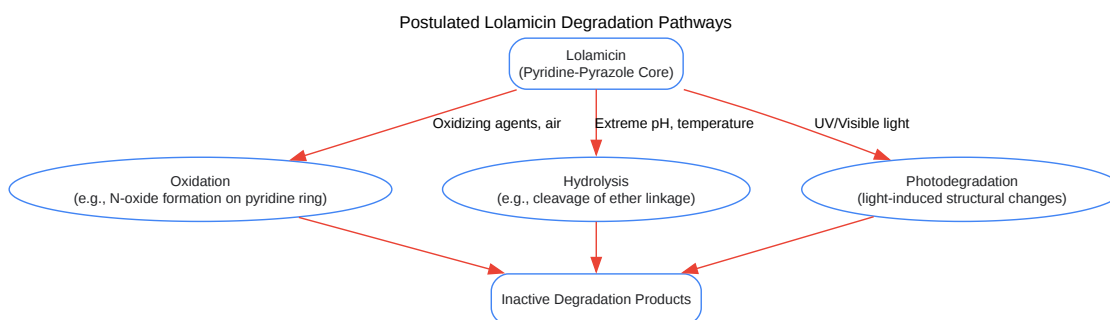 Postulated Lolamicin Degradation Pathways
Lolamicin
(Pyridine-Pyrazole Core)
Oxidizing agents, air
Extreme pH, temperature
UV/Visible light
Oxidation
(e.g., N-oxide formation on pyridine ring)
Hydrolysis
(e.g., cleavage of ether linkage)
Photodegradation
(light-induced structural changes)
Inactive Degradation Products